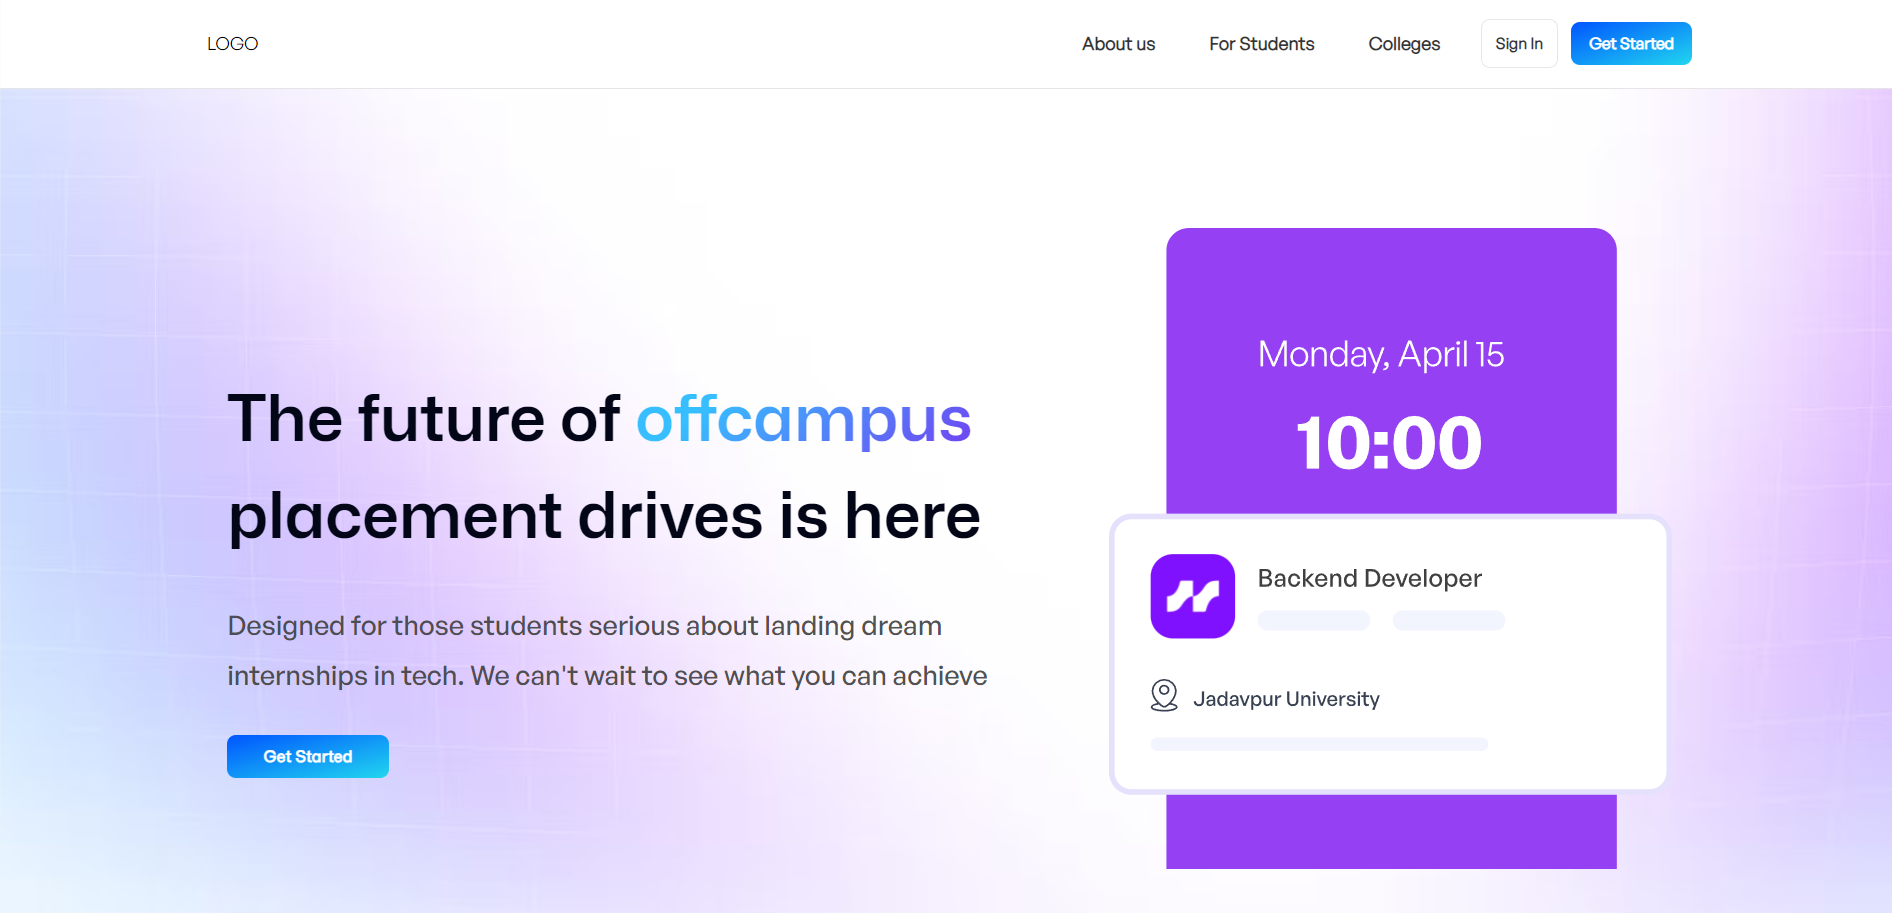 LOGO
About us
For Students
Colleges
Sign In
Get Started
The future of offcampus
placement drives is here
Designed for those students serious about landing dream
internships in tech. We can't wait to see what you can achieve
Get Started
Monday, April 15
10:00
Backend Developer
Jadavpur University